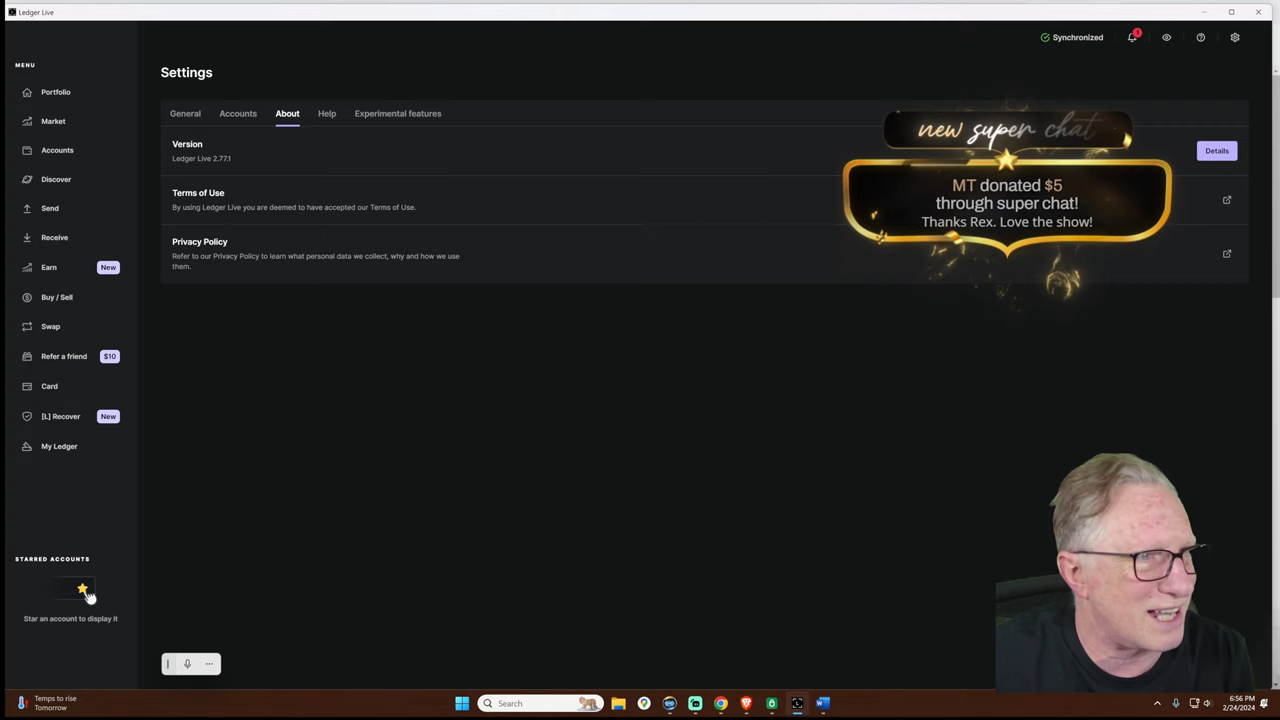 Ledger Live
Synchronized
1
MENU
Portfolio
Market
Accounts
Discover
Send
Receive
Earn New
Buy / Sell
Swap
Refer a friend $10
Card
[L] Recover New
My Ledger
STARRED ACCOUNTS
Star an account to display it
Settings
General Accounts About Help Experimental features
Version
Ledger Live 2.77.1
Details
Terms of Use
By using Ledger Live you are deemed to have accepted our Terms of Use.
Privacy Policy
Refer to our Privacy Policy to learn what personal data we collect, why and how we use
them.
new super chat
MT donated $5
through super chat!
Thanks Rex. Love the show!
Temps to rise
Tomorrow
Search
6:56 PM
2/24/2024